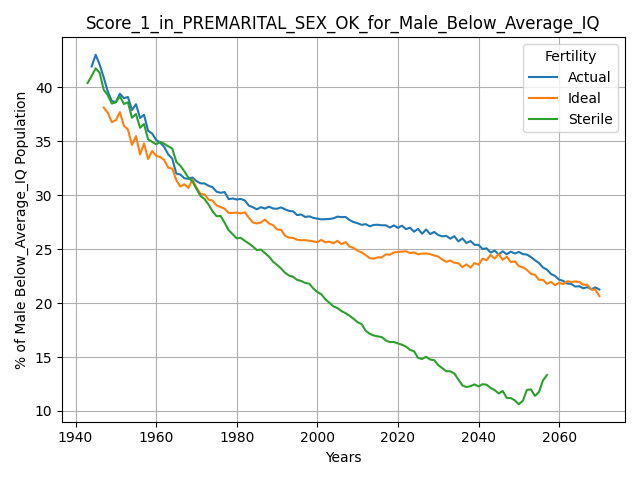 Score_1_in_PREMARITAL_SEX_OK_for_Male_Below_Average_IQ
% of Male Below_Average_IQ Population
40
35
30
25
20
15
10
Fertility
Actual
Ideal
Sterile
1940 1960 1980 2000 2020 2040 2060
Years